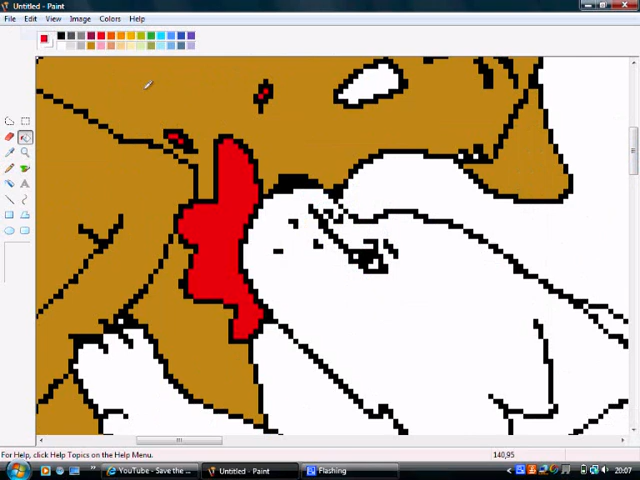 Untitled - Paint
File Edit View Image Colors Help
For Help, click Help Topics on the Help Menu.
140,95
YouTube - Save the ...
Untitled - Paint
Flashing
20:07